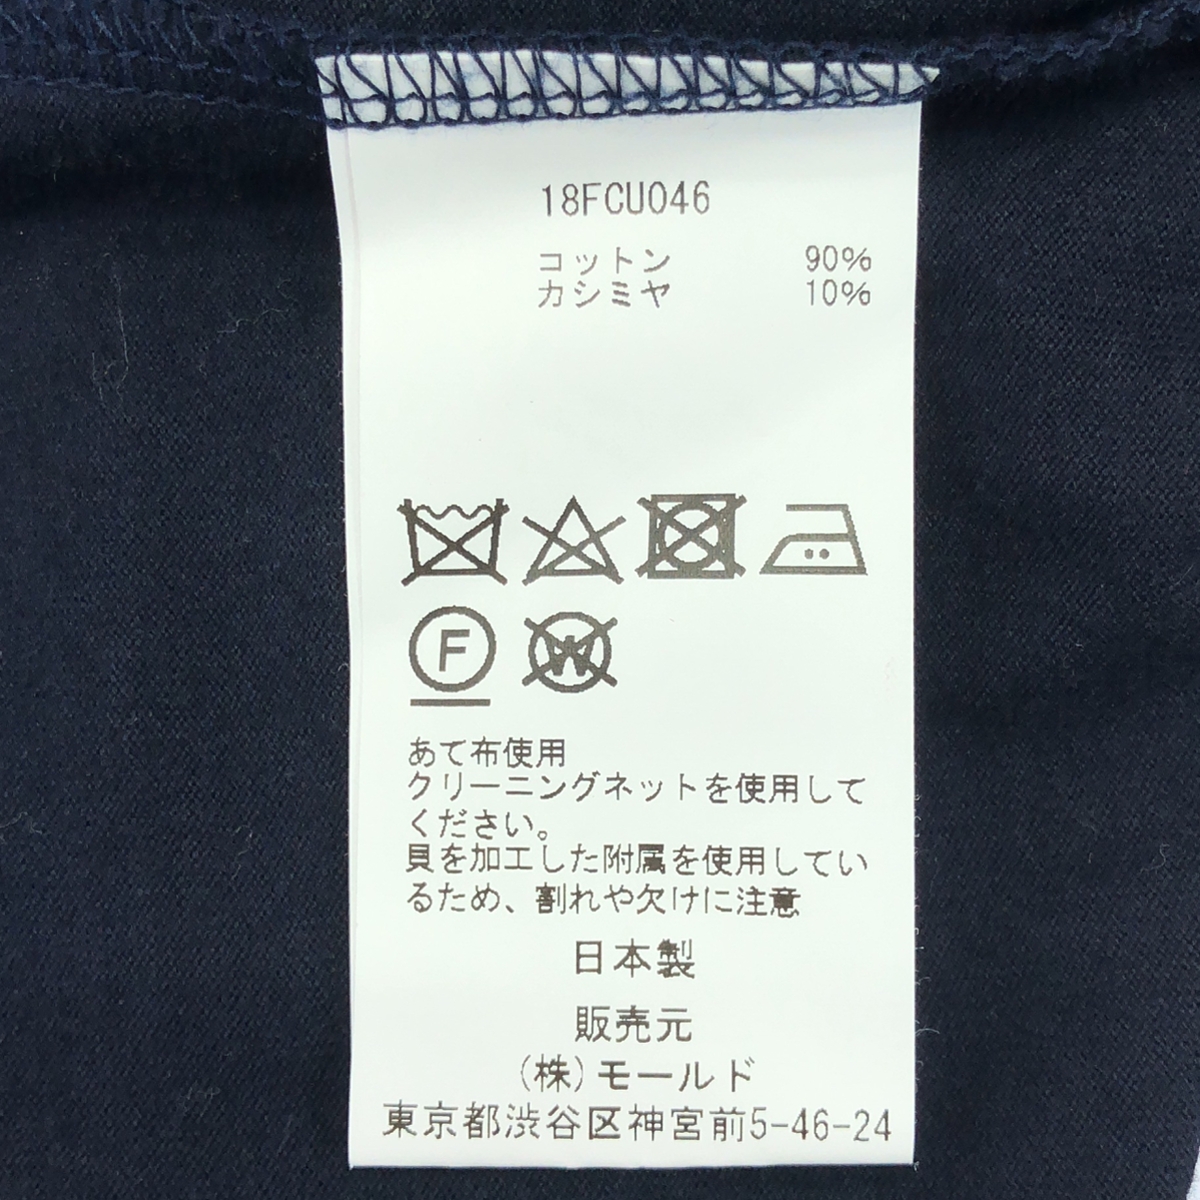 18FCU046
コットン 90%
カシミヤ 10%
F
W
あて布使用
クリーニングネットを使用して
ください。
貝を加工した附属を使用してい
るため、割れや欠けに注意
日本製
販売元
(株)モールド
東京都渋谷区神宮前5-46-24